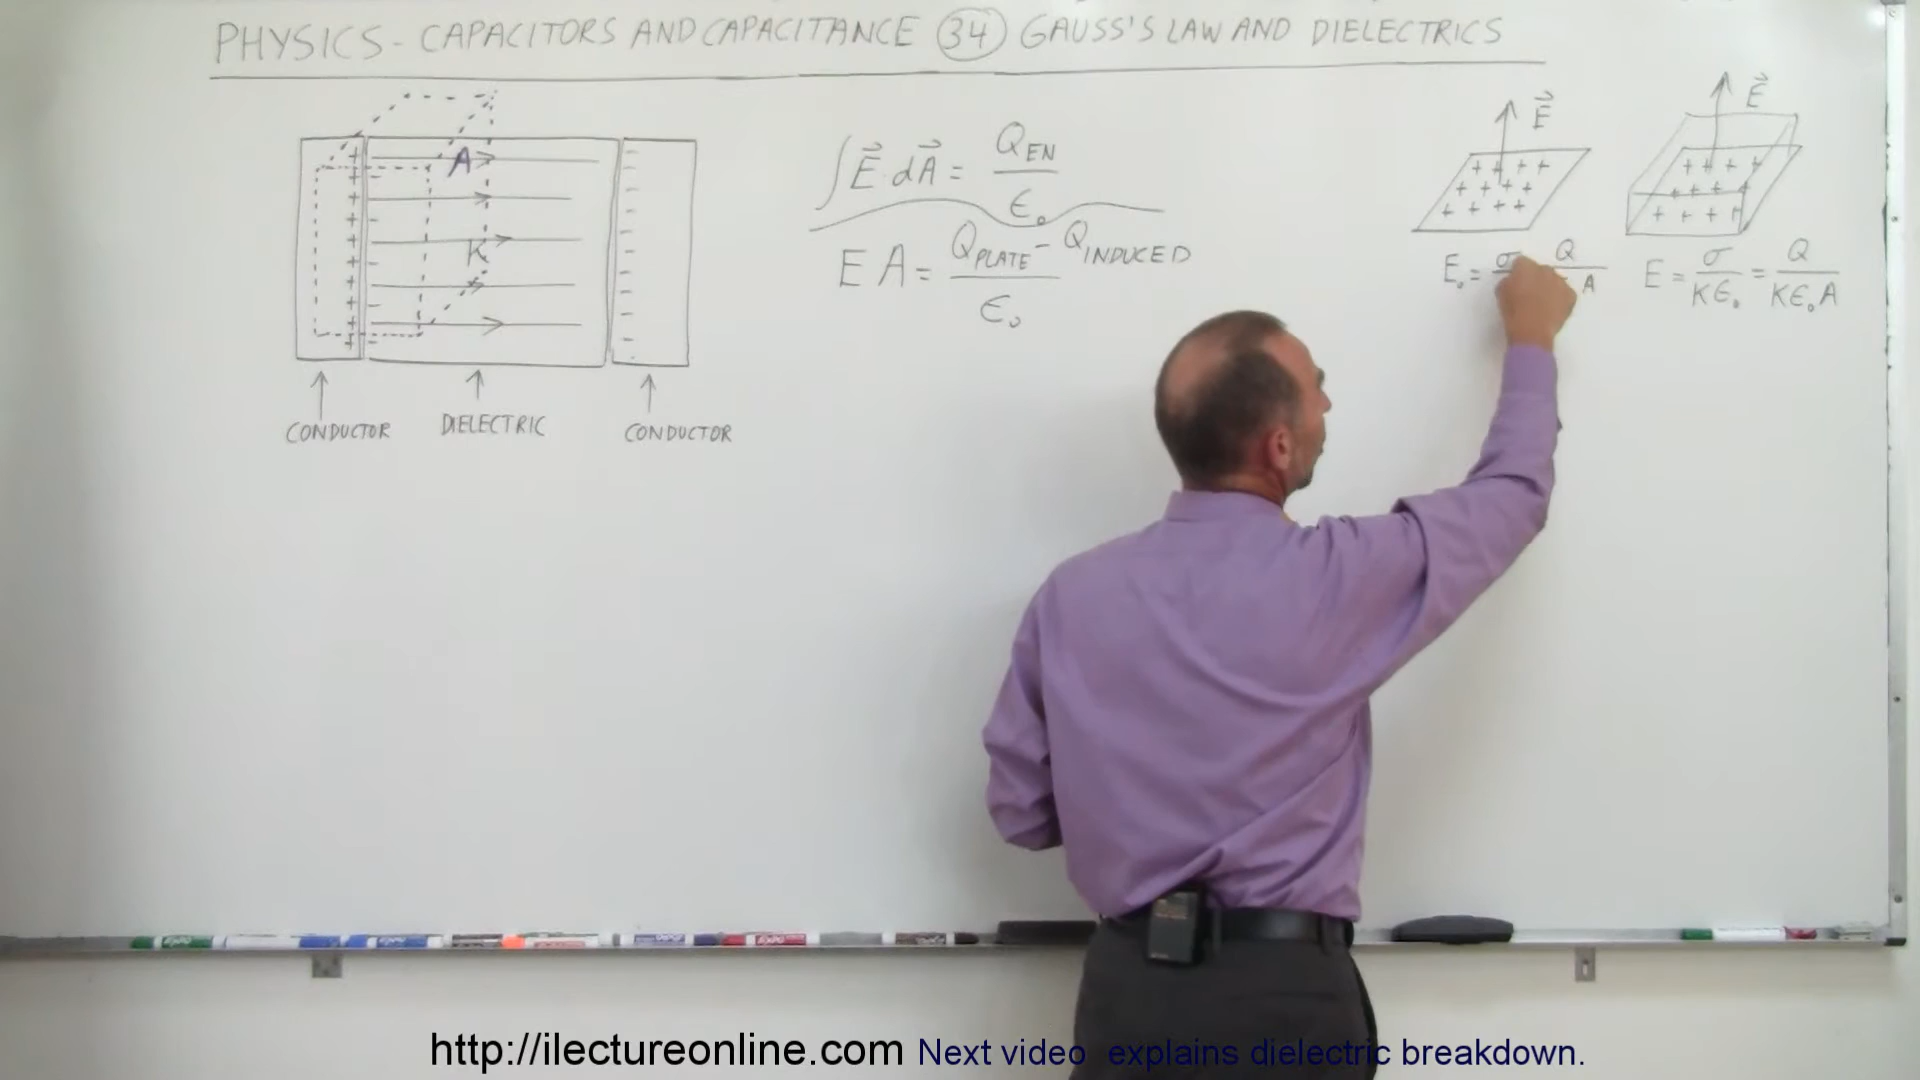 PHYSICS - CAPACITORS AND CAPACITANCE 34 GAUSS'S LAW AND DIELECTRICS
A
K
CONDUCTOR
DIELECTRIC
CONDUCTOR
∫ E⃗ · dA⃗ = Q_EN / ε₀
E A = Q_PLATE - Q_INDUCED / ε₀
E⃗
E₀ = σ Q A
E⃗
E = σ / Kε₀ = Q / Kε₀A
EXPO
http://ilectureonline.com Next video explains dielectric breakdown.